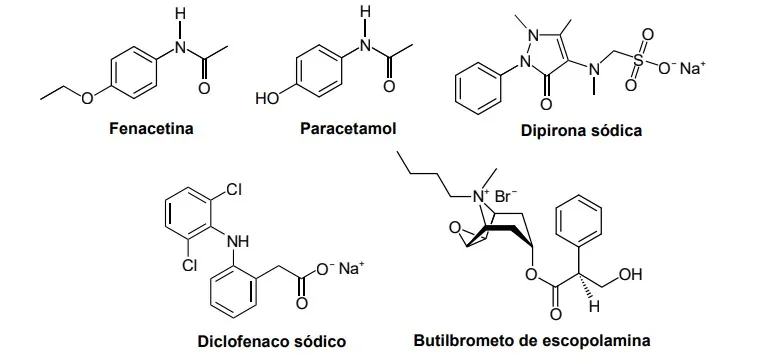 H
N
O
O
Fenacetina
H
N
O
HO
Paracetamol
N
N
O
N
O
S
O
O⁻ Na⁺
Dipirona sódica
Cl
Cl
NH
O⁻ Na⁺
O
Diclofenaco sódico
N⁺ Br⁻
O
O
O
H
OH
Butilbrometo de escopolamina